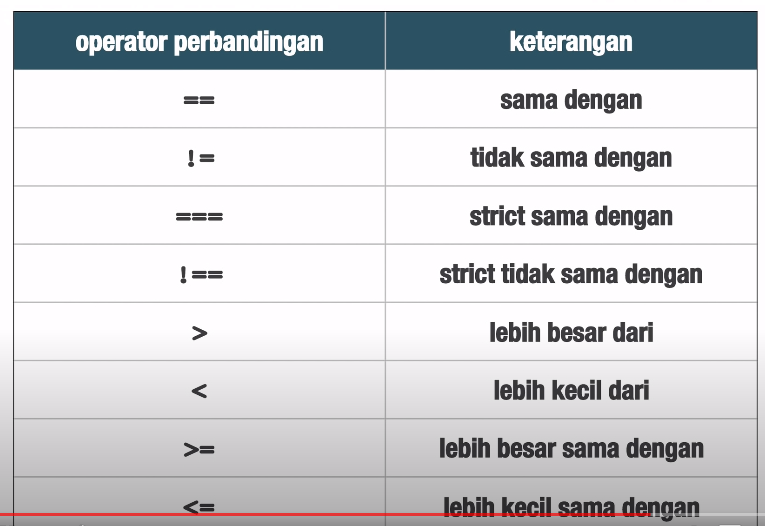 operator perbandingan keterangan
== sama dengan
!= tidak sama dengan
=== strict sama dengan
!== strict tidak sama dengan
> lebih besar dari
< lebih kecil dari
>= lebih besar sama dengan
<= lebih kecil sama dengan